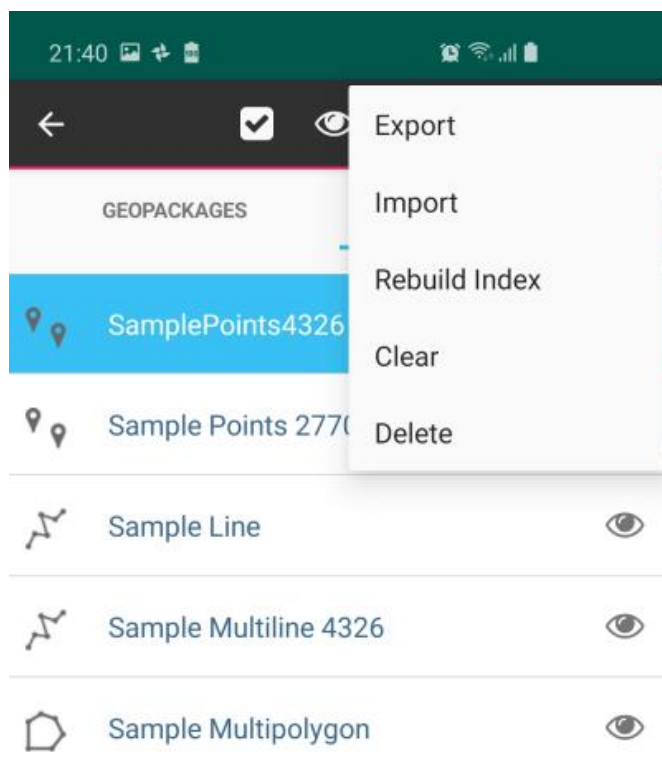 21:40
Export
GEOPACKAGES
Import
Rebuild Index
SamplePoints4326
Clear
Sample Points 277
Delete
Sample Line
Sample Multiline 4326
Sample Multipolygon